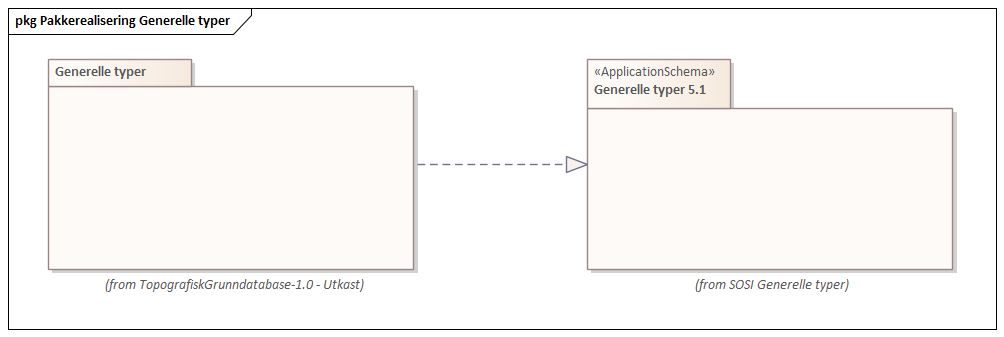 pkg Pakkerealisering Generelle typer
Generelle typer
«ApplicationSchema»
Generelle typer 5.1
(from TopografiskGrunndatabase-1.0 - Utkast)
(from SOSI Generelle typer)